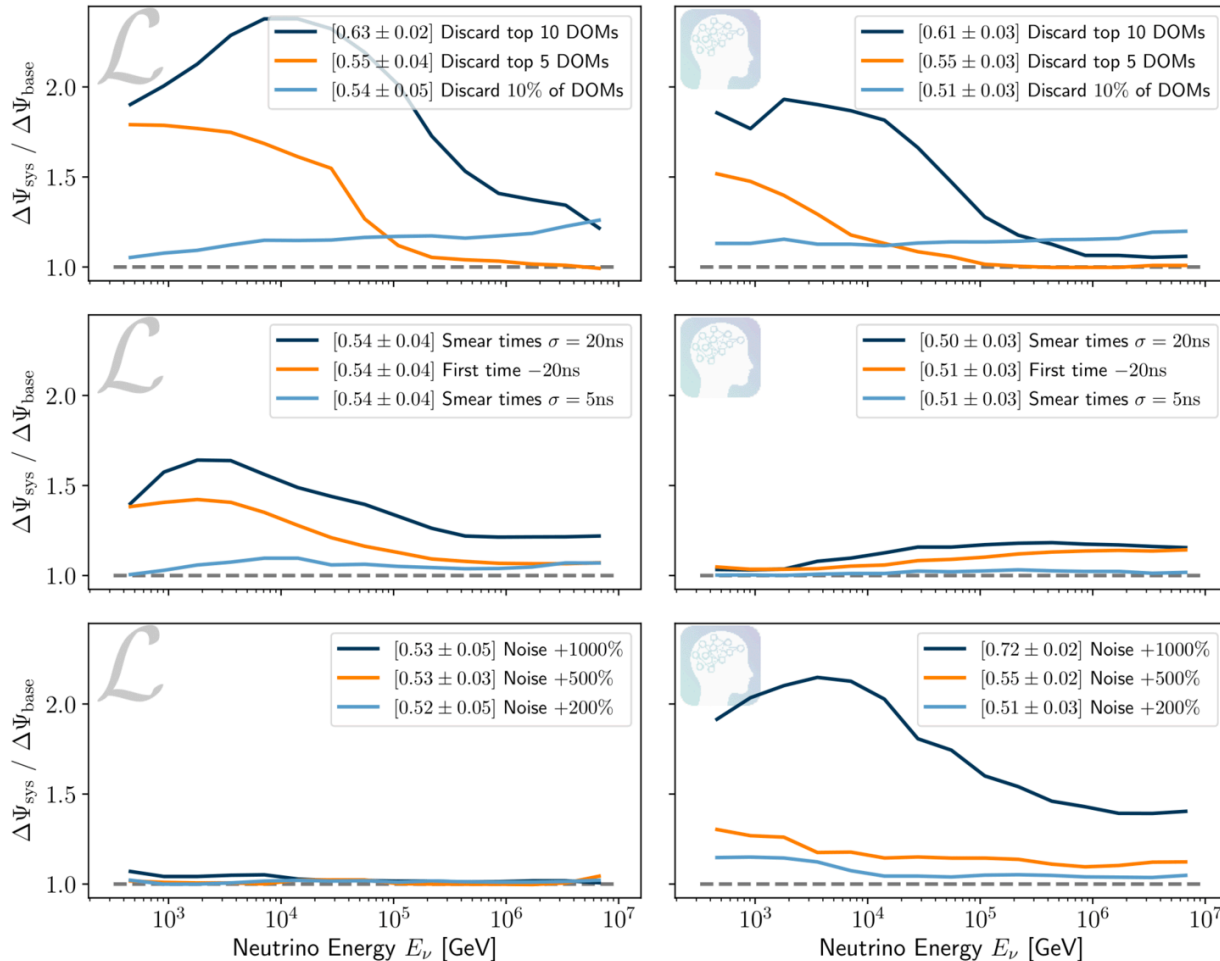 ℒ
[0.63 ± 0.02] Discard top 10 DOMs
[0.55 ± 0.04] Discard top 5 DOMs
[0.54 ± 0.05] Discard 10% of DOMs
2.0
1.5
1.0
ΔΨsys / ΔΨbase
[0.61 ± 0.03] Discard top 10 DOMs
[0.55 ± 0.03] Discard top 5 DOMs
[0.51 ± 0.03] Discard 10% of DOMs
ℒ
[0.54 ± 0.04] Smear times σ = 20ns
[0.54 ± 0.04] First time −20ns
[0.54 ± 0.04] Smear times σ = 5ns
2.0
1.5
1.0
ΔΨsys / ΔΨbase
[0.50 ± 0.03] Smear times σ = 20ns
[0.51 ± 0.03] First time −20ns
[0.51 ± 0.03] Smear times σ = 5ns
ℒ
[0.53 ± 0.05] Noise +1000%
[0.53 ± 0.03] Noise +500%
[0.52 ± 0.05] Noise +200%
2.0
1.5
1.0
ΔΨsys / ΔΨbase
10³ 10⁴ 10⁵ 10⁶ 10⁷
Neutrino Energy Eν [GeV]
[0.72 ± 0.02] Noise +1000%
[0.55 ± 0.02] Noise +500%
[0.51 ± 0.03] Noise +200%
10³ 10⁴ 10⁵ 10⁶ 10⁷
Neutrino Energy Eν [GeV]